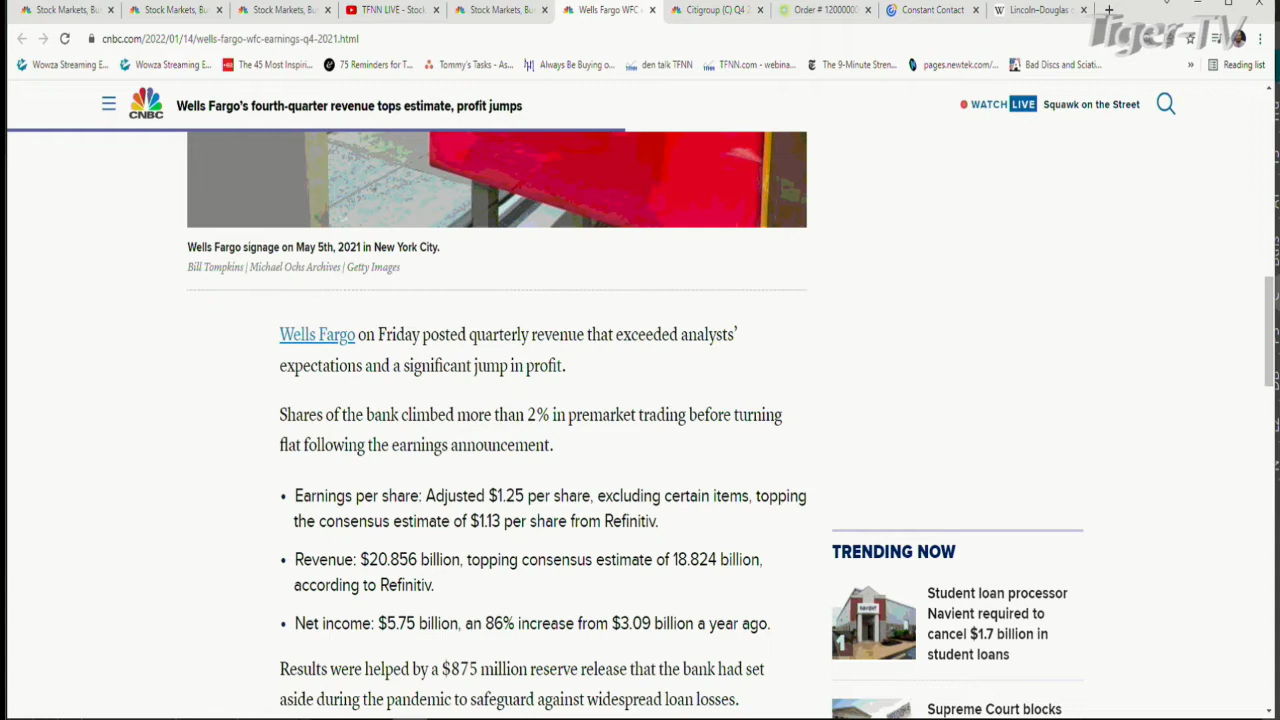 Stock Markets, Bu
Stock Markets, Bu
Stock Markets, Bu
TFNN LIVE - Stock
Stock Markets, Bu
Wells Fargo WFC
Citigroup (C) Q4 2
Order # 12000000
Constant Contact
Lincoln–Douglas
Tiger-TV
cnbc.com/2022/01/14/wells-fargo-wfc-earnings-q4-2021.html
Wowza Streaming E...
Wowza Streaming E...
The 45 Most Inspiri...
75 Reminders for T...
Tommy's Tasks - As...
Always Be Buying o...
den talk TFNN
TFNN.com - webina...
The 9-Minute Stren...
pages.newtek.com/...
Bad Discs and Sciati...
»
Reading list
CNBC
Wells Fargo's fourth-quarter revenue tops estimate, profit jumps
WATCH LIVE Squawk on the Street
Wells Fargo signage on May 5th, 2021 in New York City.
Bill Tompkins | Michael Ochs Archives | Getty Images
Wells Fargo on Friday posted quarterly revenue that exceeded analysts’
expectations and a significant jump in profit.
Shares of the bank climbed more than 2% in premarket trading before turning
flat following the earnings announcement.
• Earnings per share: Adjusted $1.25 per share, excluding certain items, topping
the consensus estimate of $1.13 per share from Refinitiv.
• Revenue: $20.856 billion, topping consensus estimate of 18.824 billion,
according to Refinitiv.
• Net income: $5.75 billion, an 86% increase from $3.09 billion a year ago.
Results were helped by a $875 million reserve release that the bank had set
aside during the pandemic to safeguard against widespread loan losses.
TRENDING NOW
NAVIENT
1
Student loan processor
Navient required to
cancel $1.7 billion in
student loans
Supreme Court blocks